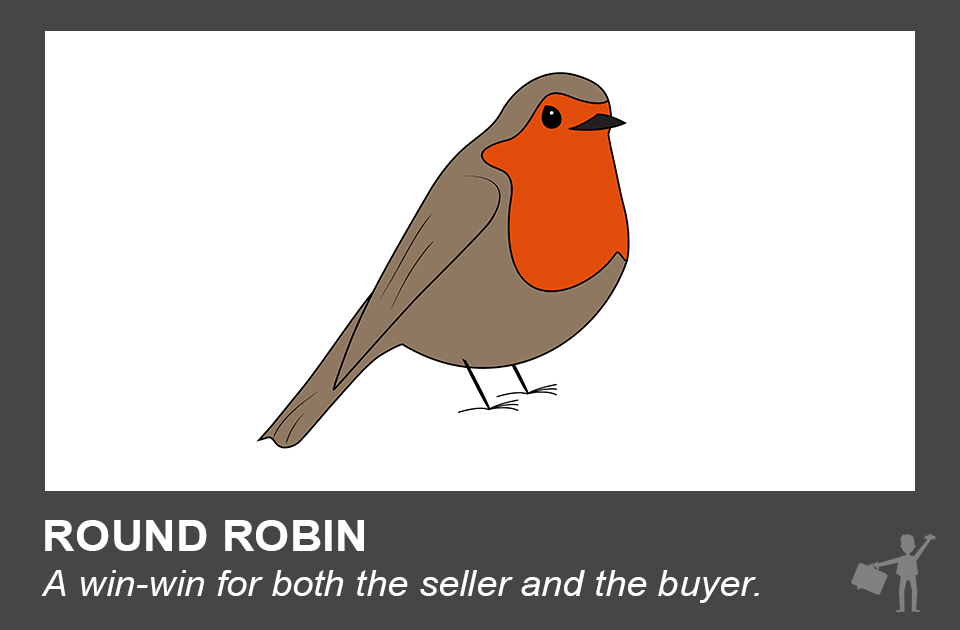 ROUND ROBIN
A win-win for both the seller and the buyer.